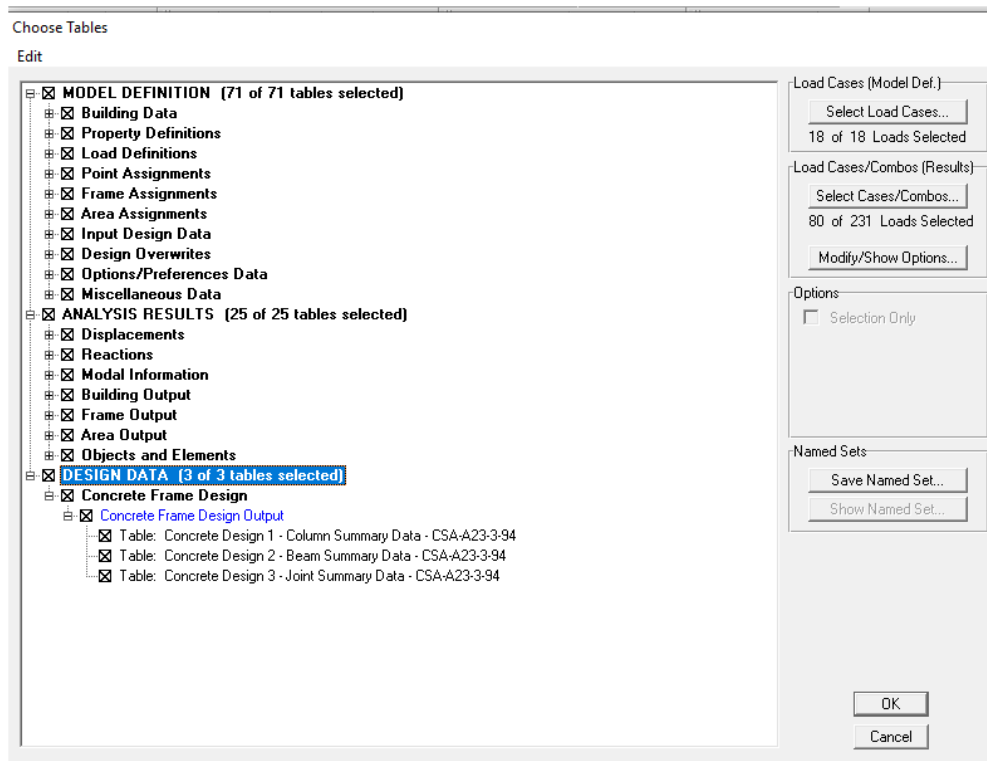 Choose Tables
Edit
MODEL DEFINITION (71 of 71 tables selected)
Building Data
Property Definitions
Load Definitions
Point Assignments
Frame Assignments
Area Assignments
Input Design Data
Design Overwrites
Options/Preferences Data
Miscellaneous Data
ANALYSIS RESULTS (25 of 25 tables selected)
Displacements
Reactions
Modal Information
Building Output
Frame Output
Area Output
Objects and Elements
DESIGN DATA (3 of 3 tables selected)
Concrete Frame Design
Concrete Frame Design Output
Table: Concrete Design 1 - Column Summary Data - CSA-A23-3-94
Table: Concrete Design 2 - Beam Summary Data - CSA-A23-3-94
Table: Concrete Design 3 - Joint Summary Data - CSA-A23-3-94
Load Cases (Model Def.)
Select Load Cases...
18 of 18 Loads Selected
Load Cases/Combos (Results)
Select Cases/Combos...
80 of 231 Loads Selected
Modify/Show Options...
Options
Selection Only
Named Sets
Save Named Set...
Show Named Set...
OK
Cancel